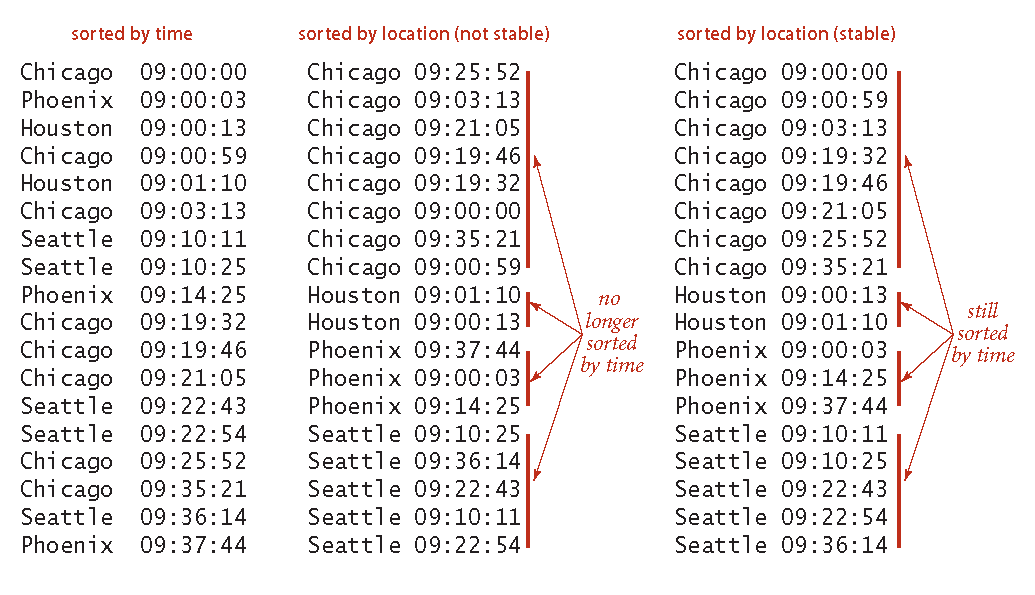 sorted by time
Chicago 09:00:00
Phoenix 09:00:03
Houston 09:00:13
Chicago 09:00:59
Houston 09:01:10
Chicago 09:03:13
Seattle 09:10:11
Seattle 09:10:25
Phoenix 09:14:25
Chicago 09:19:32
Chicago 09:19:46
Chicago 09:21:05
Seattle 09:22:43
Seattle 09:22:54
Chicago 09:25:52
Chicago 09:35:21
Seattle 09:36:14
Phoenix 09:37:44
sorted by location (not stable)
Chicago 09:25:52
Chicago 09:03:13
Chicago 09:21:05
Chicago 09:19:46
Chicago 09:19:32
Chicago 09:00:00
Chicago 09:35:21
Chicago 09:00:59
Houston 09:01:10
Houston 09:00:13
Phoenix 09:37:44
Phoenix 09:00:03
Phoenix 09:14:25
Seattle 09:10:25
Seattle 09:36:14
Seattle 09:22:43
Seattle 09:10:11
Seattle 09:22:54
no
longer
sorted
by time
sorted by location (stable)
Chicago 09:00:00
Chicago 09:00:59
Chicago 09:03:13
Chicago 09:19:32
Chicago 09:19:46
Chicago 09:21:05
Chicago 09:25:52
Chicago 09:35:21
Houston 09:00:13
Houston 09:01:10
Phoenix 09:00:03
Phoenix 09:14:25
Phoenix 09:37:44
Seattle 09:10:11
Seattle 09:10:25
Seattle 09:22:43
Seattle 09:22:54
Seattle 09:36:14
still
sorted
by time